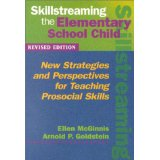 Skillstreaming
the Elementary
School Child
REVISED EDITION
New Strategies and
Perspectives for
Teaching
Prosocial Skills
Ellen McGinnis
Arnold P. Goldstein
Skillstreaming